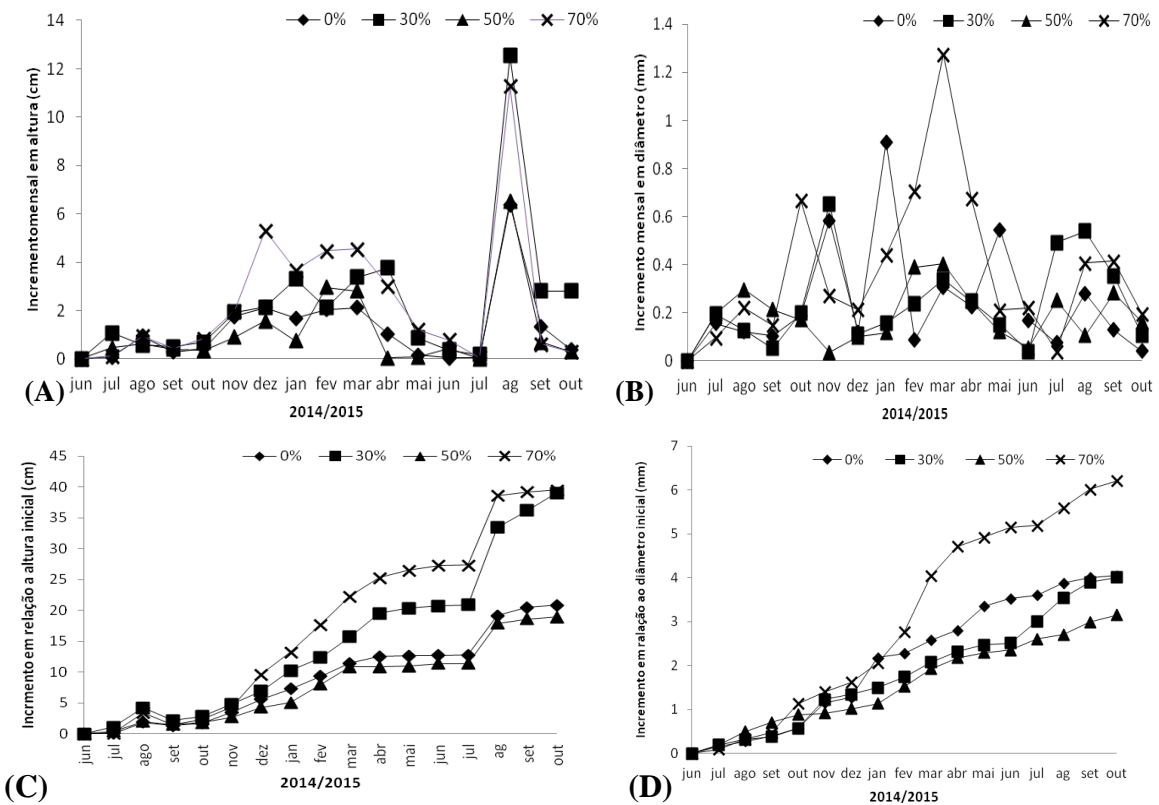 0% 30% 50% 70%
Incrementomensal em altura (cm)
14
12
10
8
6
4
2
0
jun jul ago set out nov dez jan fev mar abr mai jun jul ag set out
2014/2015
(A)
0% 30% 50% 70%
Incremento mensal em diâmetro (mm)
1.4
1.2
1
0.8
0.6
0.4
0.2
0
jun jul ago set out nov dez jan fev mar abr mai jun jul ag set out
2014/2015
(B)
0% 30% 50% 70%
Incrmento em relação a altura inicial (cm)
45
40
35
30
25
20
15
10
5
0
jun jul ago set out nov dez jan fev mar abr mai jun jul ag set out
2014/2015
(C)
0% 30% 50% 70%
Incremento em ralação ao diâmetro inicial (mm)
7
6
5
4
3
2
1
0
jun jul ago set out nov dez jan fev mar abr mai jun jul ag set out
2014/2015
(D)